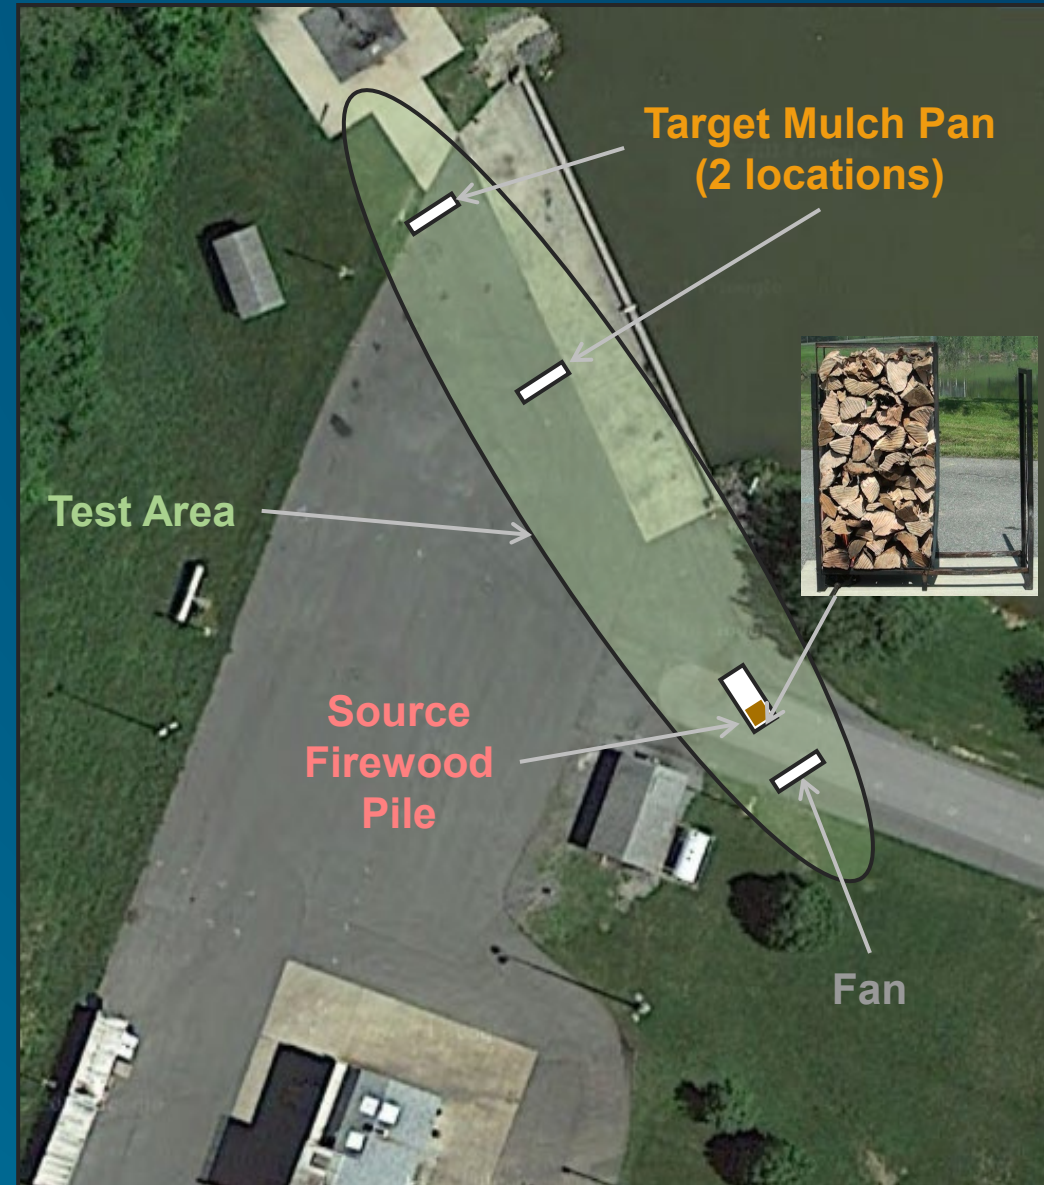 Target Mulch Pan
(2 locations)
Test Area
Source
Firewood
Pile
Fan